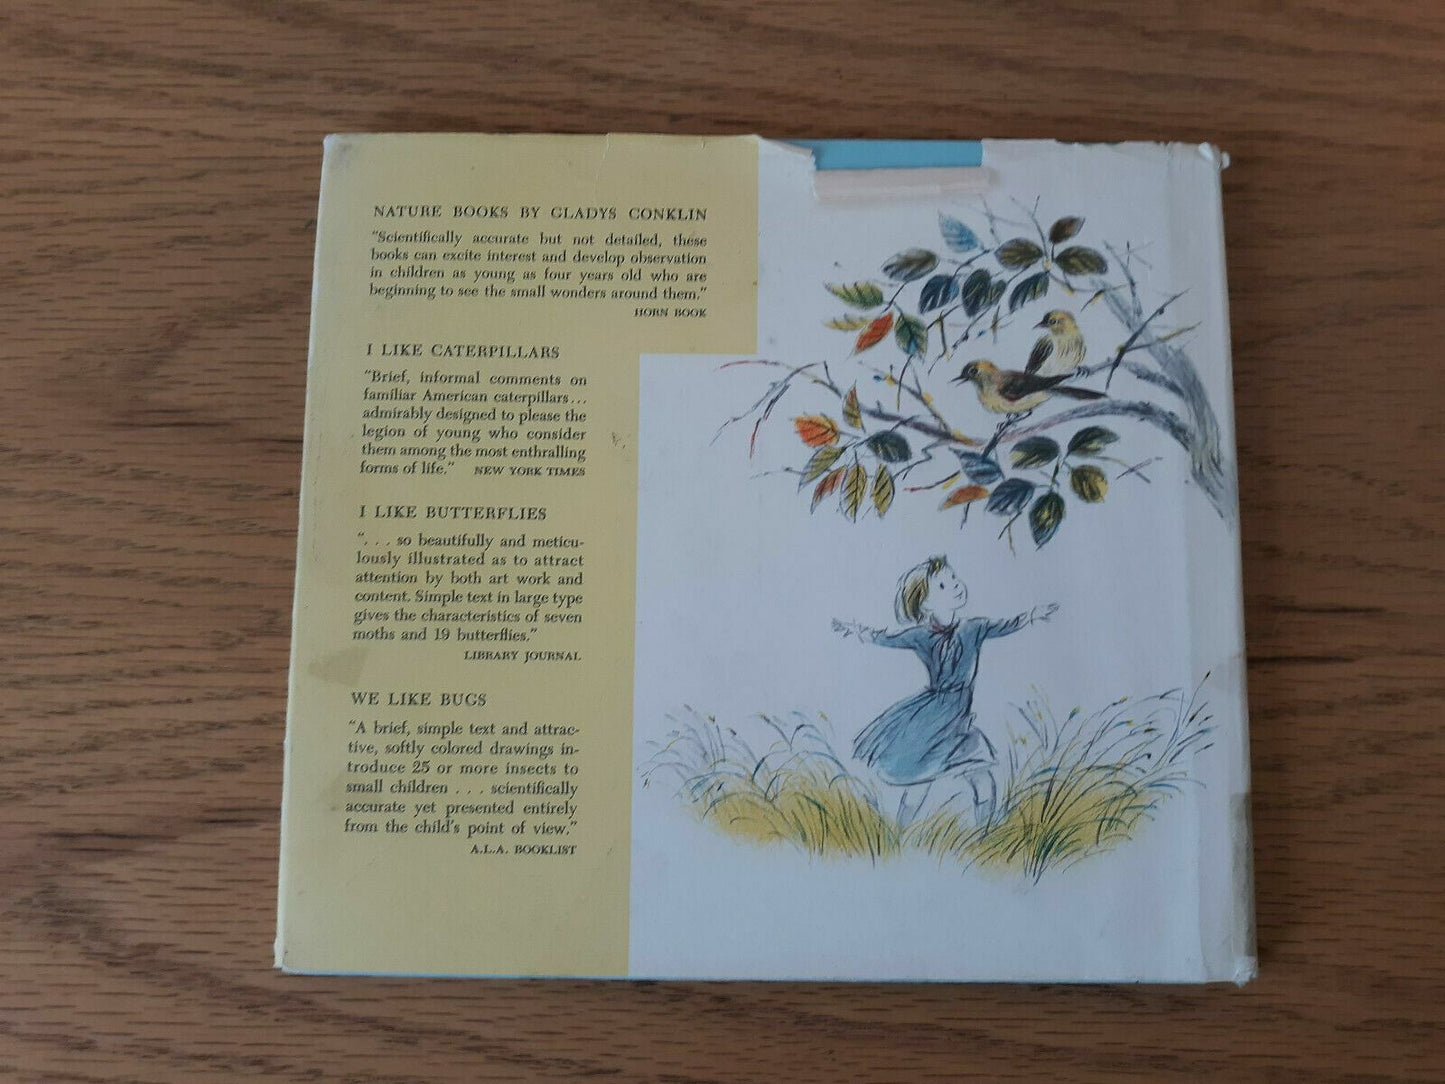 NATURE BOOKS BY GLADYS CONKLIN
"Scientifically accurate but not detailed, these
books can excite interest and develop observation
in children as young as four years old who are
beginning to see the small wonders around them."
HORN BOOK
I LIKE CATERPILLARS
"Brief, informal comments on
familiar American caterpillars...
admirably designed to please the
legion of young who consider
them among the most enthralling
forms of life." NEW YORK TIMES
I LIKE BUTTERFLIES
". . . so beautifully and meticu-
lously illustrated as to attract
attention by both art work and
content. Simple text in large type
gives the characteristics of seven
moths and 19 butterflies."
LIBRARY JOURNAL
WE LIKE BUGS
"A brief, simple text and attrac-
tive, softly colored drawings in-
troduce 25 or more insects to
small children . . . scientifically
accurate yet presented entirely
from the child's point of view."
A.L.A. BOOKLIST